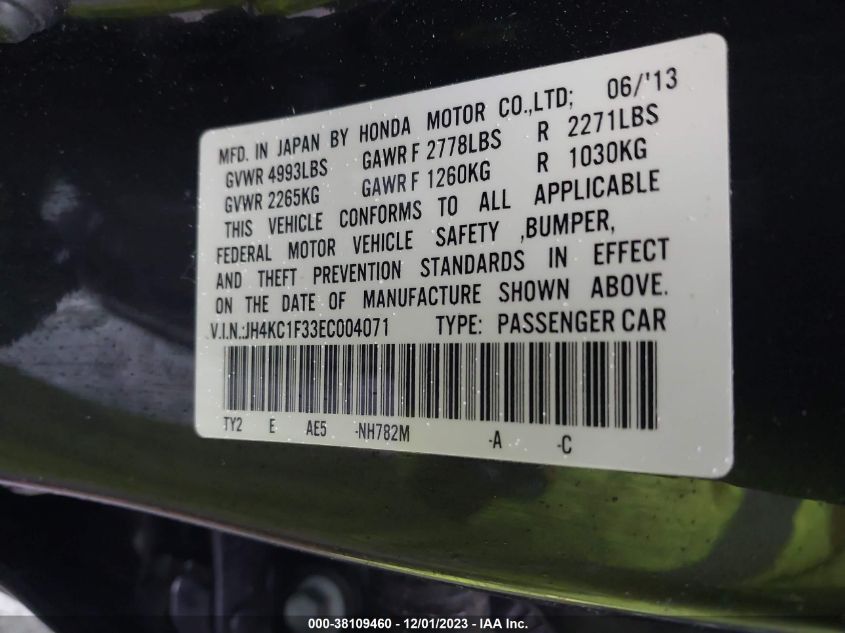 MFD. IN JAPAN BY HONDA MOTOR CO.,LTD; 06/'13
GVWR 4993LBS GAWR F 2778LBS R 2271LBS
GVWR 2265KG GAWR F 1260KG R 1030KG
THIS VEHICLE CONFORMS TO ALL APPLICABLE
FEDERAL MOTOR VEHICLE SAFETY ,BUMPER,
AND THEFT PREVENTION STANDARDS IN EFFECT
ON THE DATE OF MANUFACTURE SHOWN ABOVE.
V.I.N.:JH4KC1F33EC004071 TYPE: PASSENGER CAR
TY2 E AE5 -NH782M -A -C
000-38109460 - 12/01/2023 - IAA Inc.